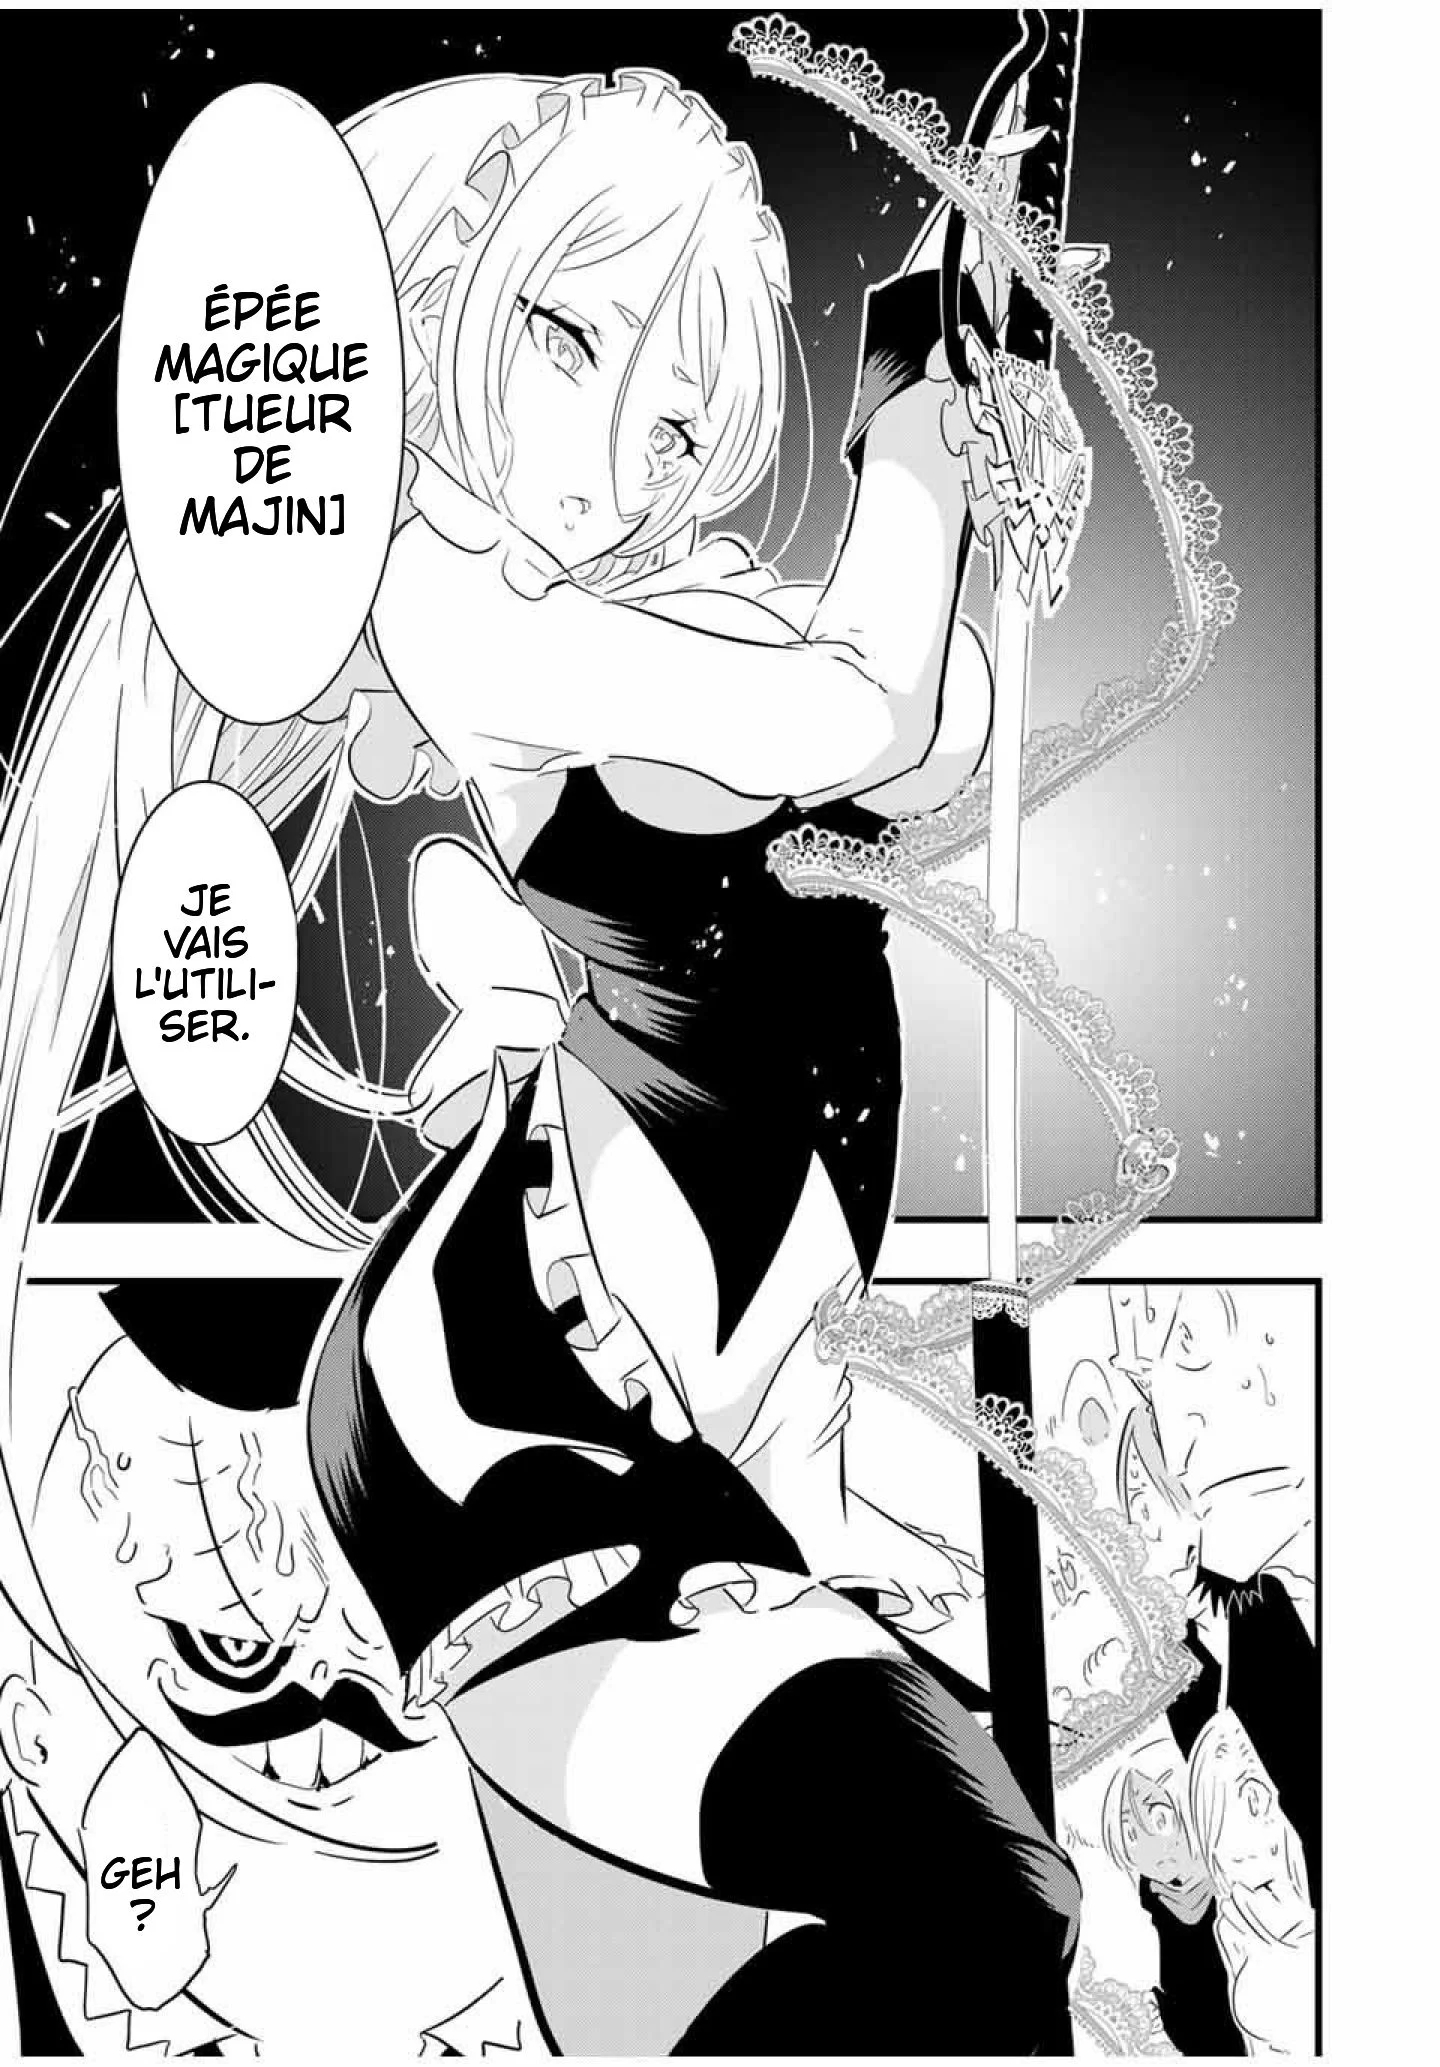 ÉPÉE
MAGIQUE
[TUEUR
DE
MAJIN]
JE
VAIS
L'UTILI-
SER.
GEH
?